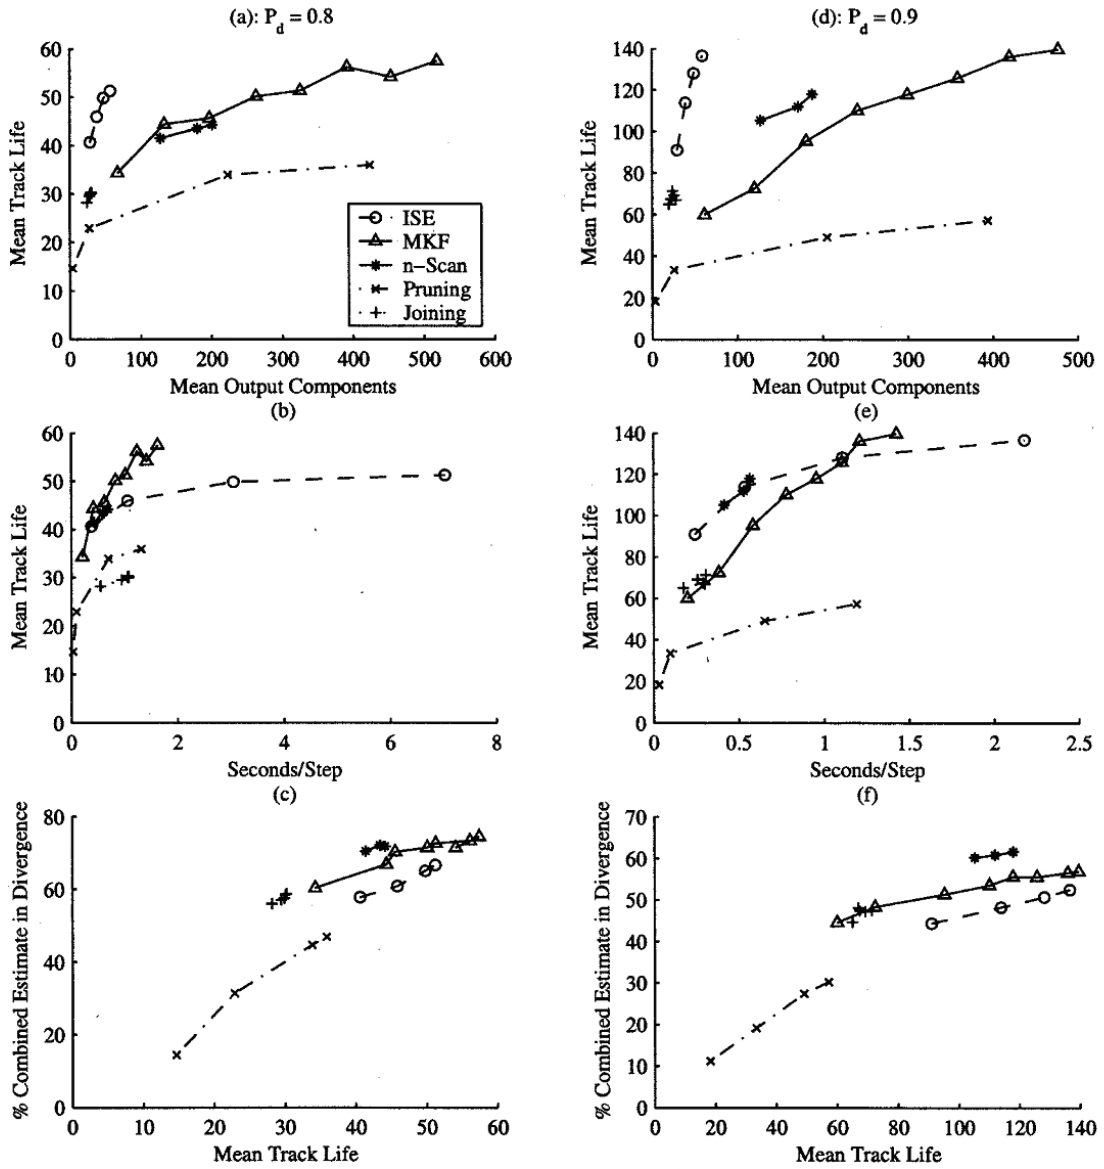 (a): P_d = 0.8
60
50
40
30
20
10
0
Mean Track Life
ISE
MKF
n-Scan
Pruning
Joining
0 100 200 300 400 500 600
Mean Output Components
(d): P_d = 0.9
140
120
100
80
60
40
20
0
Mean Track Life
0 100 200 300 400 500
Mean Output Components
(b)
60
50
40
30
20
10
0
Mean Track Life
0 2 4 6 8
Seconds/Step
(e)
140
120
100
80
60
40
20
0
Mean Track Life
0 0.5 1 1.5 2 2.5
Seconds/Step
(c)
80
60
40
20
0
% Combined Estimate in Divergence
0 10 20 30 40 50 60
Mean Track Life
(f)
70
60
50
40
30
20
10
0
% Combined Estimate in Divergence
0 20 40 60 80 100 120 140
Mean Track Life